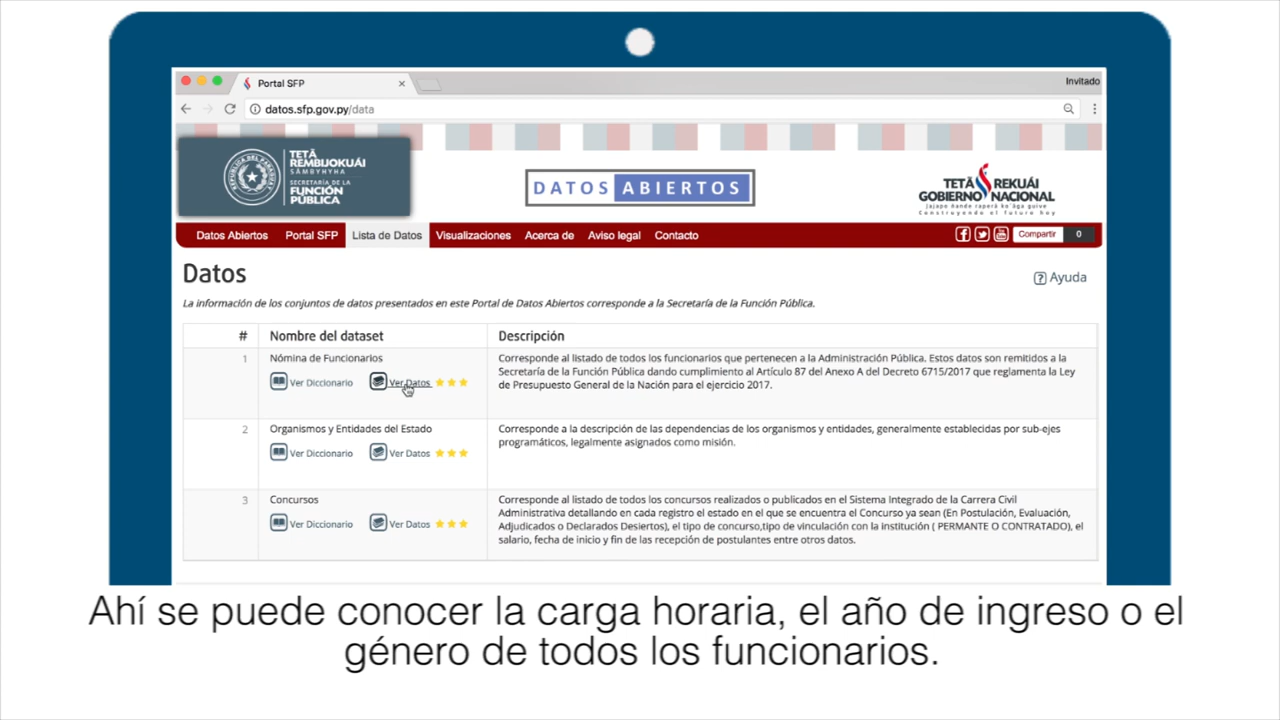 Portal SFP
Invitado
datos.sfp.gov.py/data
TETÃ
REMBIJOKUÁI
SÃMBYHYHA
SECRETARÍA DE LA
FUNCIÓN
PÚBLICA
DATOS ABIERTOS
TETÃ REKUÁI
GOBIERNO NACIONAL
Jajapo ñande raperã ko'ãga guive
Construyendo el futuro hoy
Datos Abiertos Portal SFP Lista de Datos Visualizaciones Acerca de Aviso legal Contacto Compartir 0
Datos
Ayuda
La información de los conjuntos de datos presentados en este Portal de Datos Abiertos corresponde a la Secretaría de la Función Pública.
# Nombre del dataset Descripción
1 Nómina de Funcionarios
Ver Diccionario Ver Datos
Corresponde al listado de todos los funcionarios que pertenecen a la Administración Pública. Estos datos son remitidos a la
Secretaría de la Función Pública dando cumplimiento al Artículo 87 del Anexo A del Decreto 6715/2017 que reglamenta la Ley
de Presupuesto General de la Nación para el ejercicio 2017.
2 Organismos y Entidades del Estado
Ver Diccionario Ver Datos
Corresponde a la descripción de las dependencias de los organismos y entidades, generalmente establecidas por sub-ejes
programáticos, legalmente asignados como misión.
3 Concursos
Ver Diccionario Ver Datos
Corresponde al listado de todos los concursos realizados o publicados en el Sistema Integrado de la Carrera Civil
Administrativa detallando en cada registro el estado en el que se encuentra el Concurso ya sean (En Postulación, Evaluación,
Adjudicados o Declarados Desiertos), el tipo de concurso,tipo de vinculación con la institución ( PERMANTE O CONTRATADO), el
salario, fecha de inicio y fin de las recepción de postulantes entre otros datos.
Ahí se puede conocer la carga horaria, el año de ingreso o el
género de todos los funcionarios.